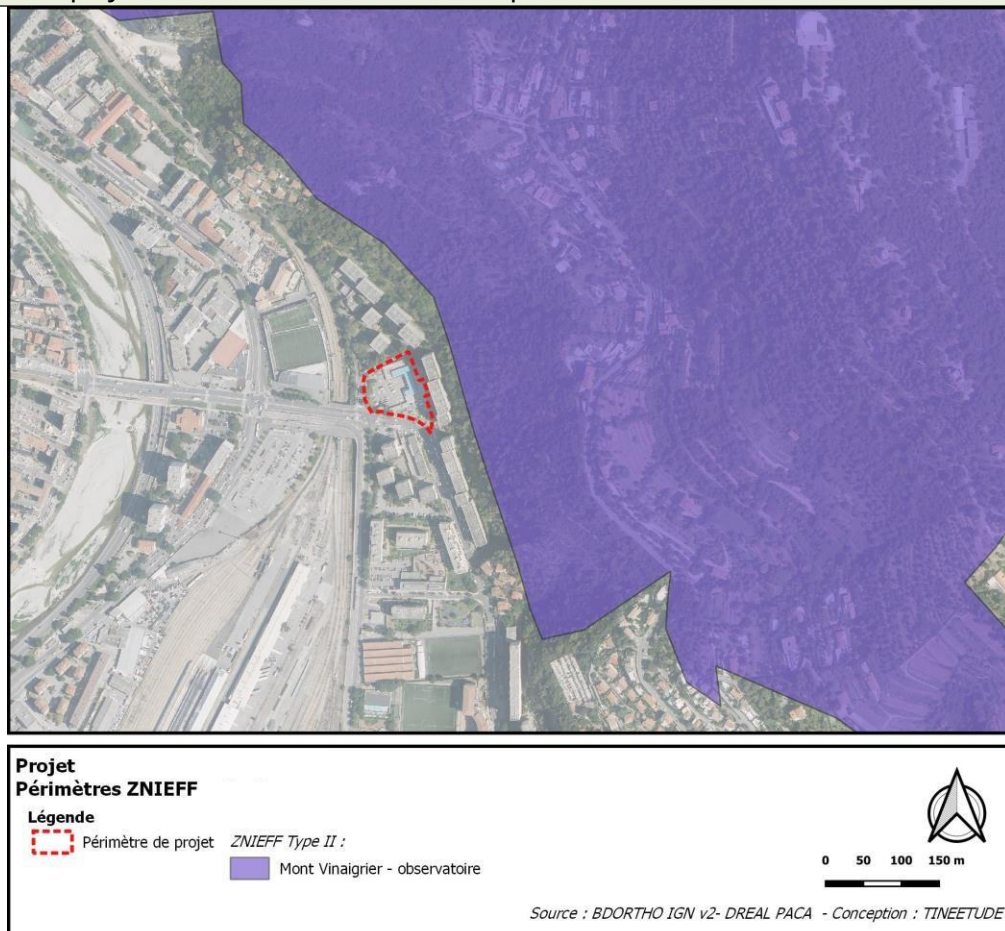 Projet
Périmètres ZNIEFF
Légende
Périmètre de projet
ZNIEFF Type II :
Mont Vinaigrier - observatoire
0 50 100 150 m
Source : BDORTHO IGN v2- DREAL PACA - Conception : TINEETUDE